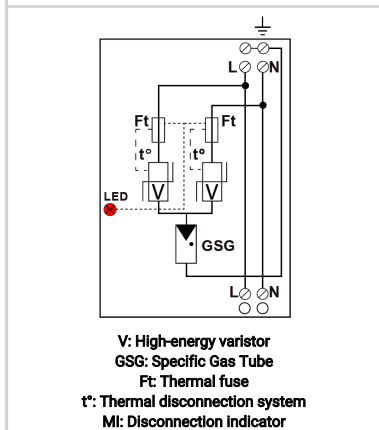 L N
Ft Ft
t° t°
V V
LED
GSG
L N
V: High-energy varistor
GSG: Specific Gas Tube
Ft: Thermal fuse
t°: Thermal disconnection system
MI: Disconnection indicator